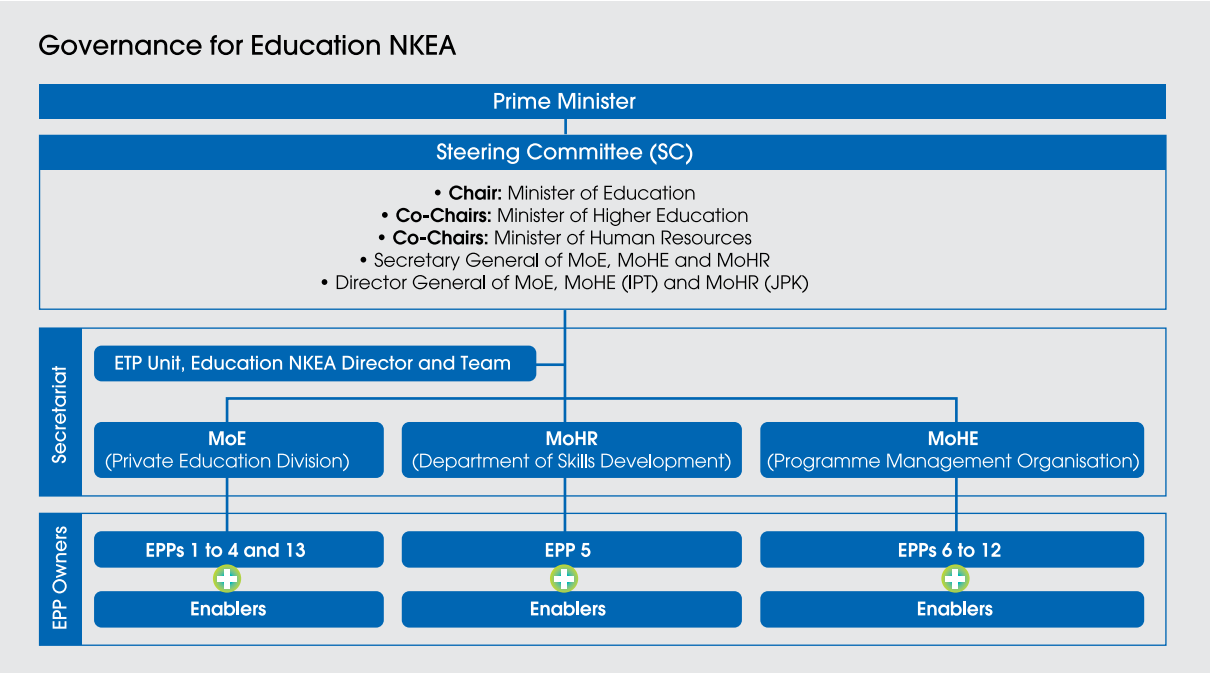 Governance for Education NKEA
Prime Minister
Steering Committee (SC)
• Chair: Minister of Education
• Co-Chairs: Minister of Higher Education
• Co-Chairs: Minister of Human Resources
• Secretary General of MoE, MoHE and MoHR
• Director General of MoE, MoHE (IPT) and MoHR (JPK)
Secretariat
ETP Unit, Education NKEA Director and Team
MoE
(Private Education Division)
MoHR
(Department of Skills Development)
MoHE
(Programme Management Organisation)
EPP Owners
EPPs 1 to 4 and 13
Enablers
EPP 5
Enablers
EPPs 6 to 12
Enablers